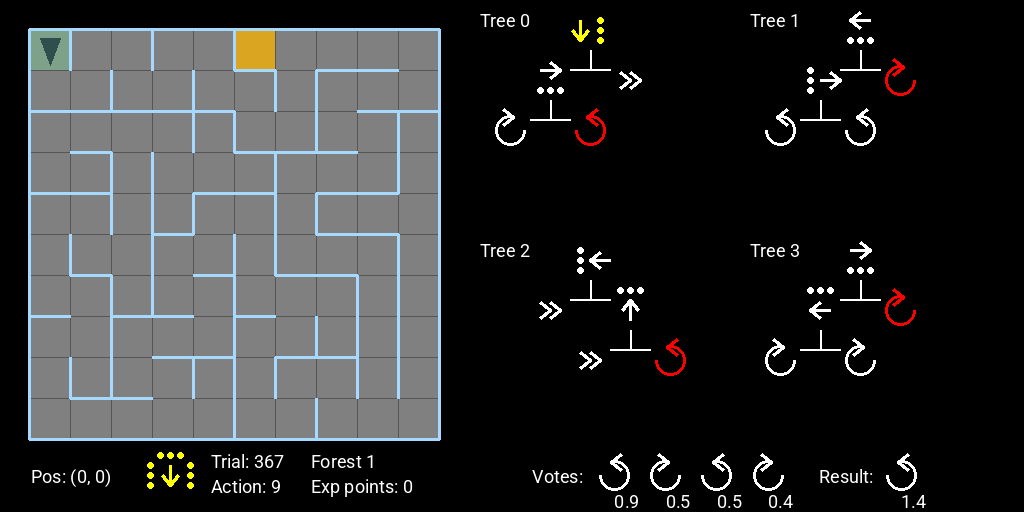 Tree 0
Tree 1
Tree 2
Tree 3
Pos: (0, 0)
Trial: 367
Forest 1
Action: 9
Exp points: 0
Votes:
0.9
0.5
0.5
0.4
Result:
1.4